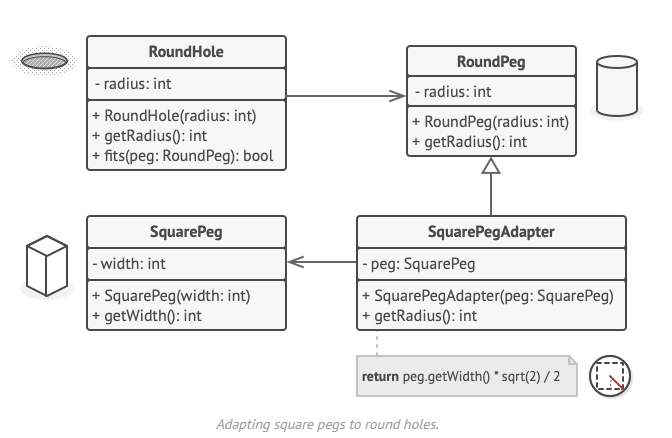 RoundHole
- radius: int
+ RoundHole(radius: int)
+ getRadius(): int
+ fits(peg: RoundPeg): bool
RoundPeg
- radius: int
+ RoundPeg(radius: int)
+ getRadius(): int
SquarePeg
- width: int
+ SquarePeg(width: int)
+ getWidth(): int
SquarePegAdapter
- peg: SquarePeg
+ SquarePegAdapter(peg: SquarePeg)
+ getRadius(): int
return peg.getWidth() * sqrt(2) / 2
Adapting square pegs to round holes.